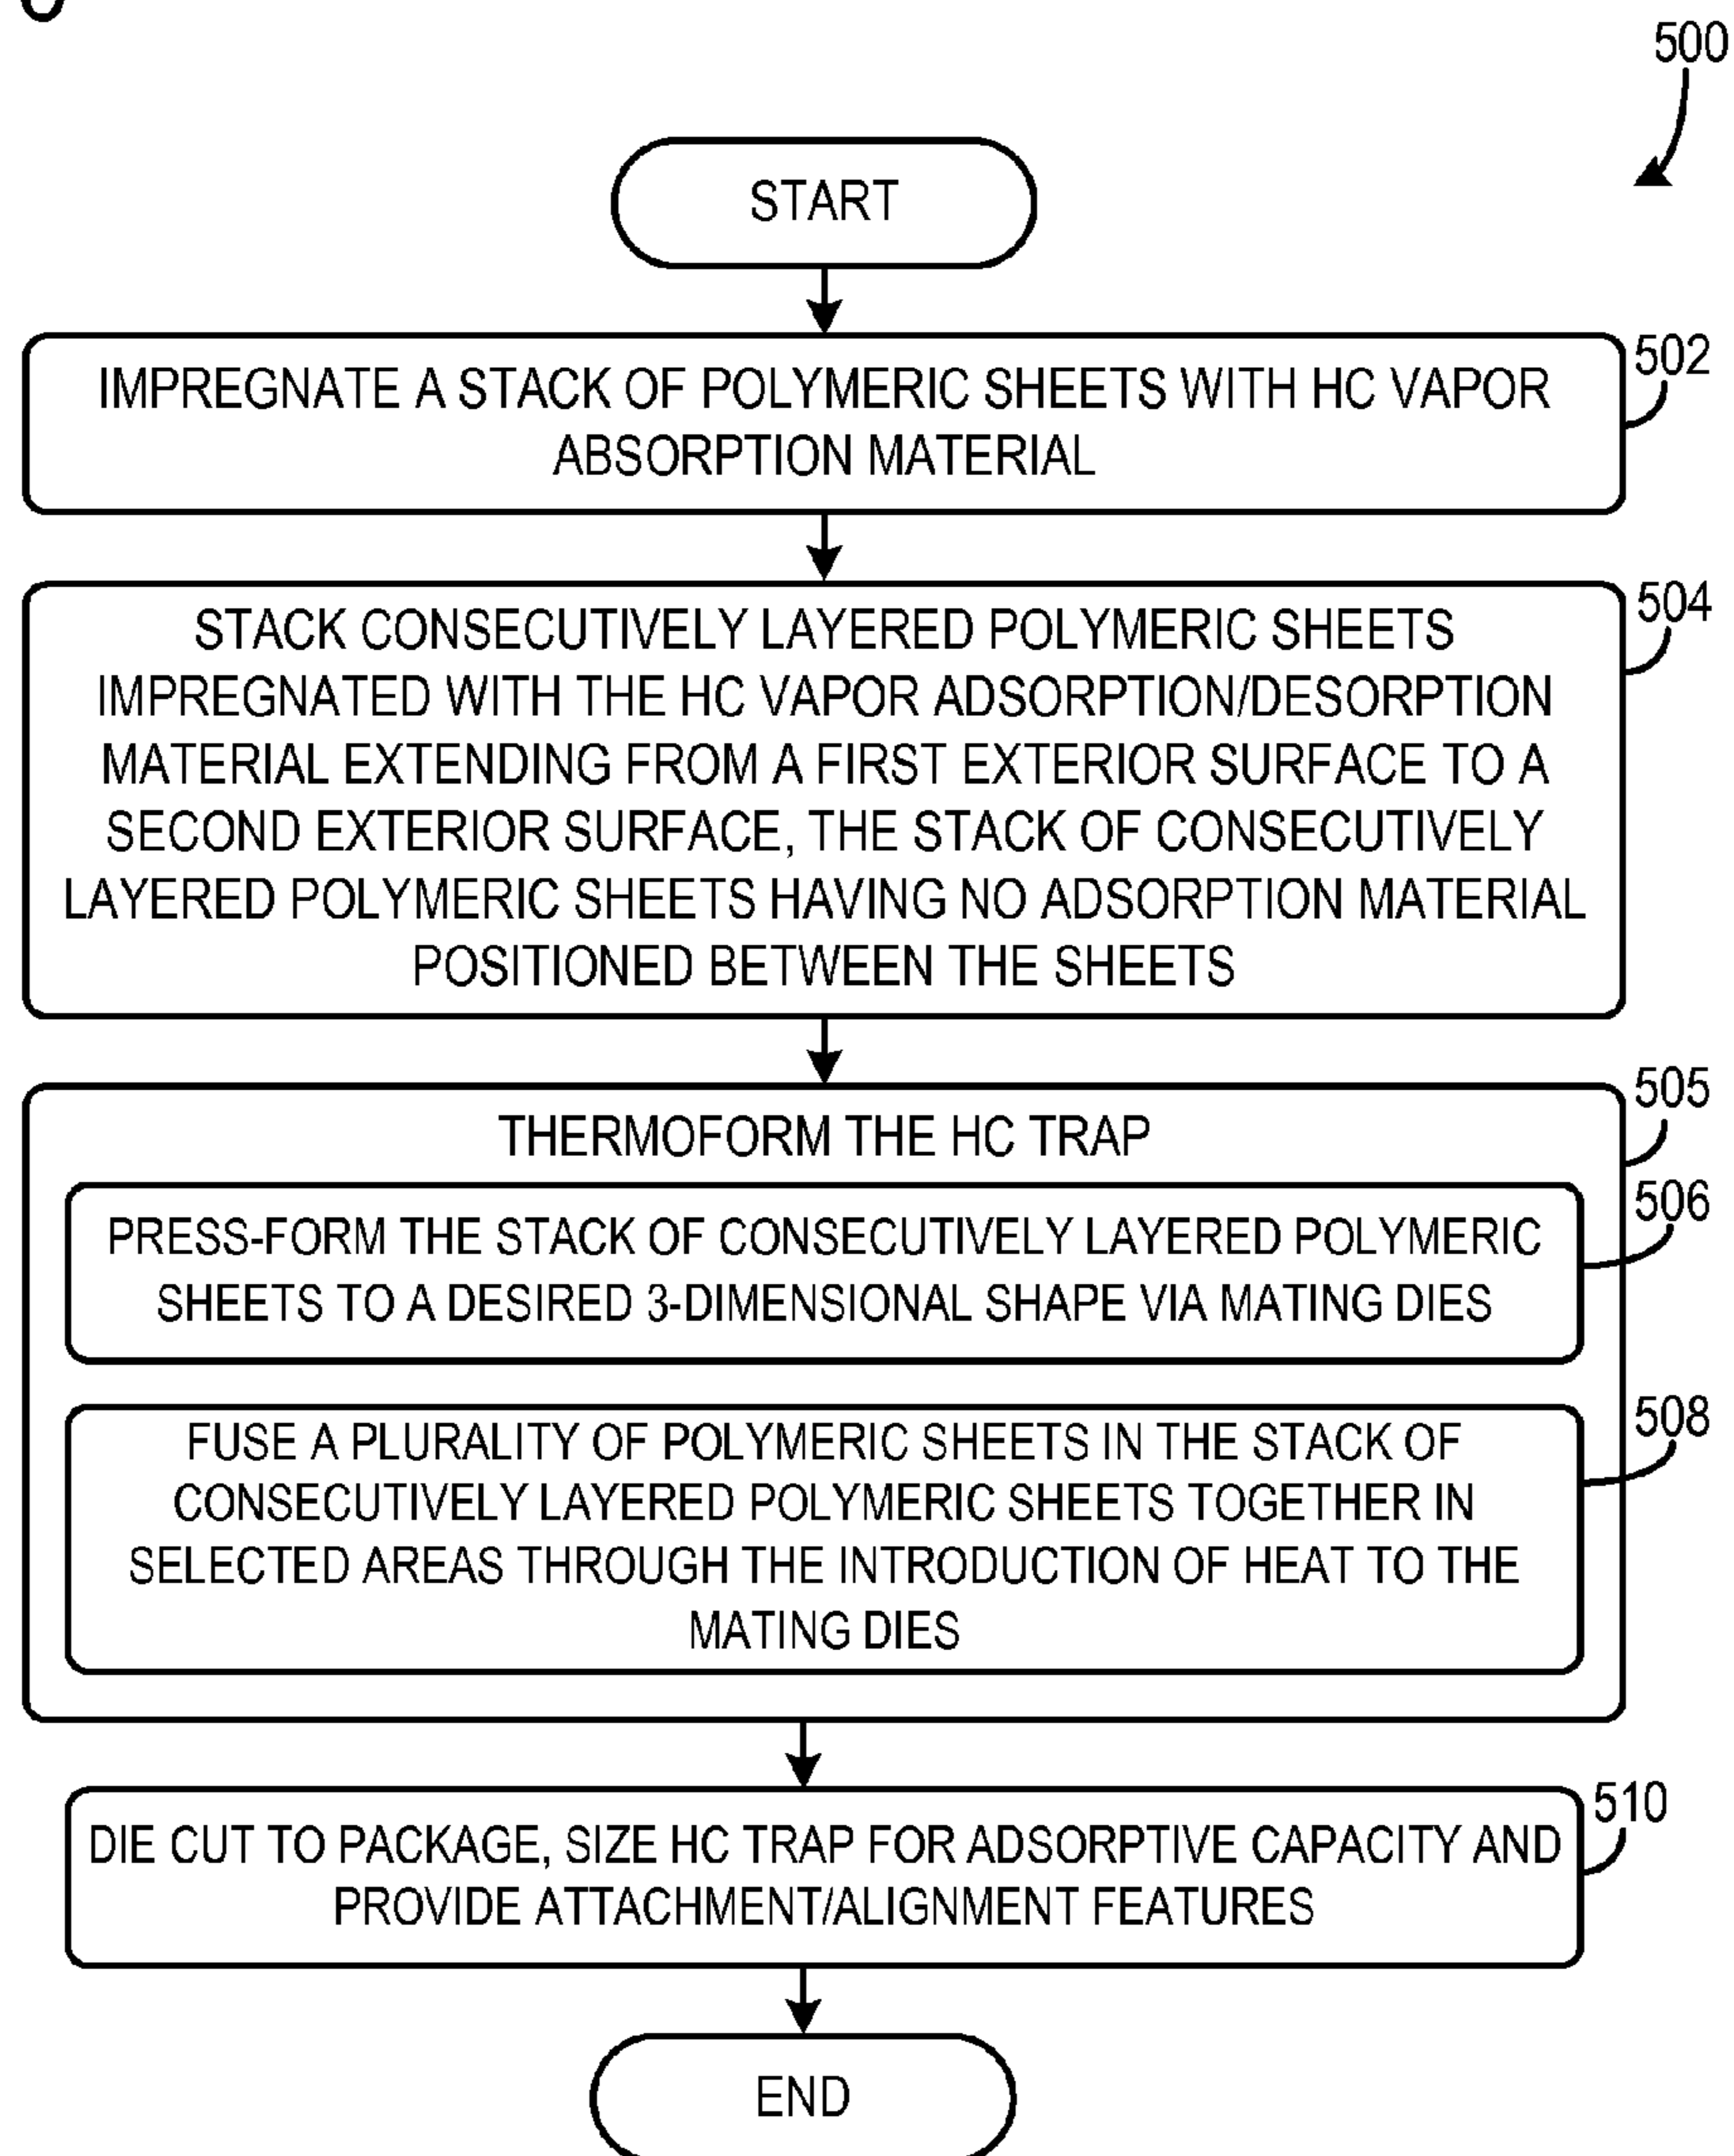 500
START
502
IMPREGNATE A STACK OF POLYMERIC SHEETS WITH HC VAPOR
ABSORPTION MATERIAL
504
STACK CONSECUTIVELY LAYERED POLYMERIC SHEETS
IMPREGNATED WITH THE HC VAPOR ADSORPTION/DESORPTION
MATERIAL EXTENDING FROM A FIRST EXTERIOR SURFACE TO A
SECOND EXTERIOR SURFACE, THE STACK OF CONSECUTIVELY
LAYERED POLYMERIC SHEETS HAVING NO ADSORPTION MATERIAL
POSITIONED BETWEEN THE SHEETS
505
THERMOFORM THE HC TRAP
506
PRESS-FORM THE STACK OF CONSECUTIVELY LAYERED POLYMERIC
SHEETS TO A DESIRED 3-DIMENSIONAL SHAPE VIA MATING DIES
508
FUSE A PLURALITY OF POLYMERIC SHEETS IN THE STACK OF
CONSECUTIVELY LAYERED POLYMERIC SHEETS TOGETHER IN
SELECTED AREAS THROUGH THE INTRODUCTION OF HEAT TO THE
MATING DIES
510
DIE CUT TO PACKAGE, SIZE HC TRAP FOR ADSORPTIVE CAPACITY AND
PROVIDE ATTACHMENT/ALIGNMENT FEATURES
END